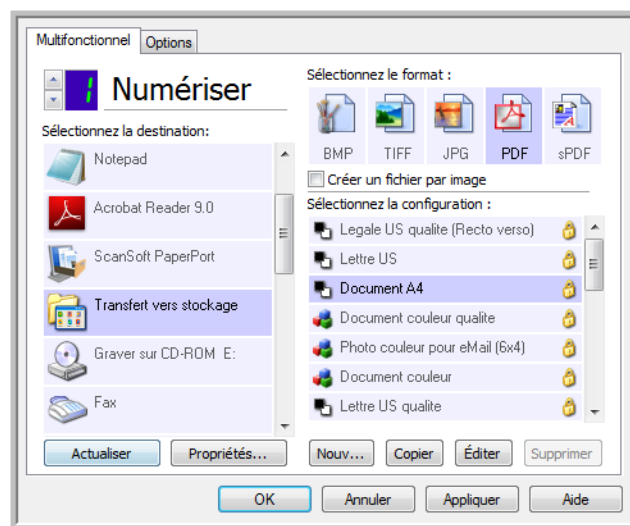 Multifonctionnel
Options
1
Numériser
Sélectionnez la destination:
Notepad
Acrobat Reader 9.0
ScanSoft PaperPort
Transfert vers stockage
Graver sur CD-ROM E:
Fax
Actualiser
Propriétés...
Sélectionnez le format :
BMP
TIFF
JPG
PDF
sPDF
Créer un fichier par image
Sélectionnez la configuration :
Legale US qualite (Recto verso)
Lettre US
Document A4
Document couleur qualite
Photo couleur pour eMail (6x4)
Document couleur
Lettre US qualite
Nouv...
Copier
Éditer
Supprimer
OK
Annuler
Appliquer
Aide